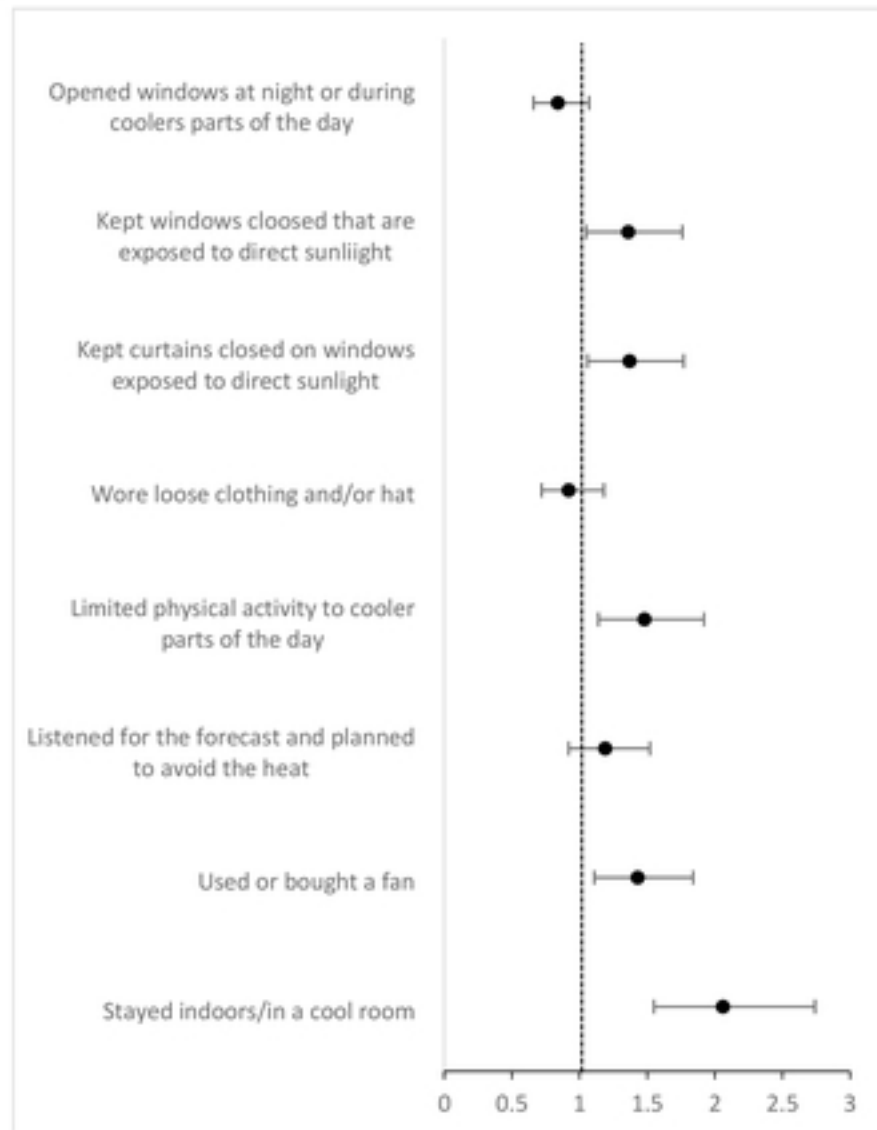 Opened windows at night or during
coolers parts of the day
Kept windows cloosed that are
exposed to direct sunliight
Kept curtains closed on windows
exposed to direct sunlight
Wore loose clothing and/or hat
Limited physical activity to cooler
parts of the day
Listened for the forecast and planned
to avoid the heat
Used or bought a fan
Stayed indoors/in a cool room
0 0.5 1 1.5 2 2.5 3